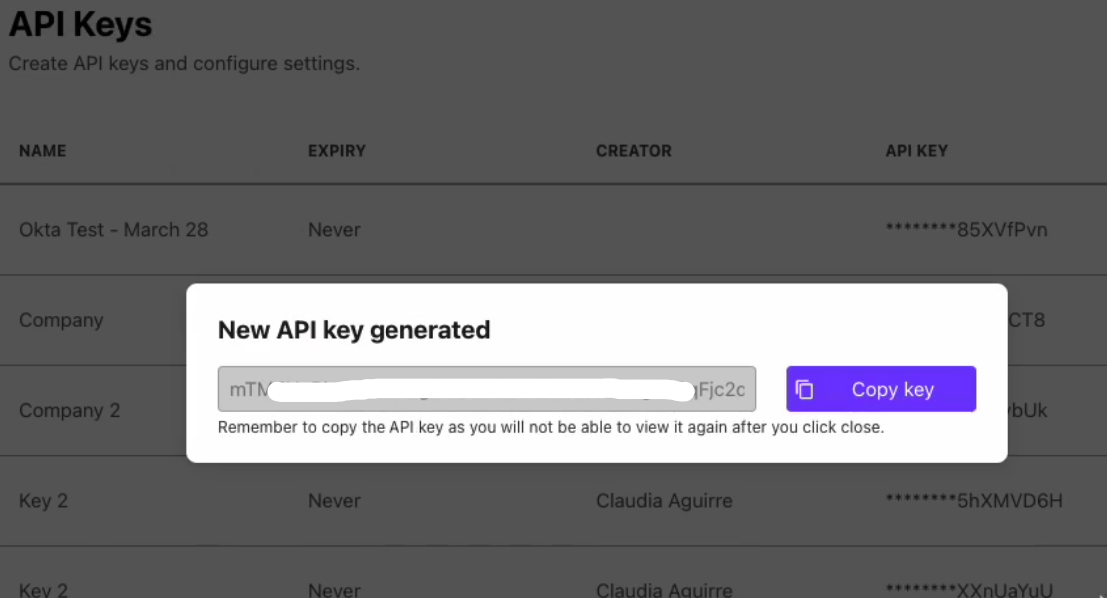 API Keys
Create API keys and configure settings.
NAME EXPIRY CREATOR API KEY
Okta Test - March 28 Never ********85XVfPvn
Company CT8
New API key generated
Copy key
Company 2 bUk
Remember to copy the API key as you will not be able to view it again after you click close.
Key 2 Never Claudia Aguirre ********5hXMVD6H
Key 2 Never Claudia Aguirre ********XXnUaYuU